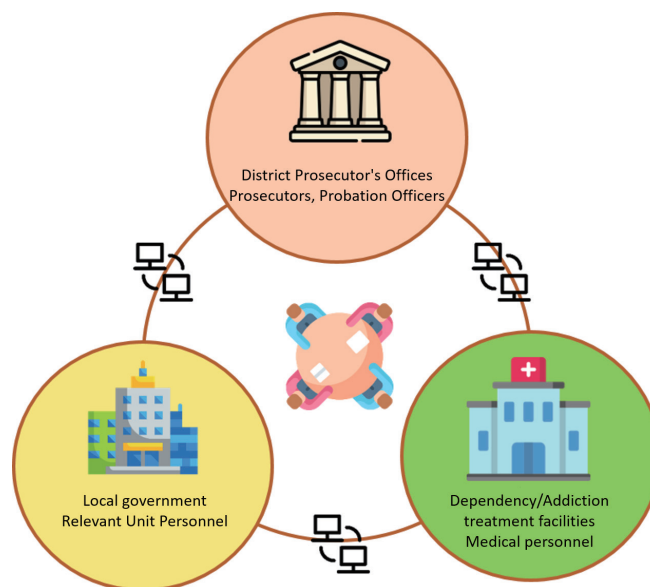 District Prosecutor's Offices
Prosecutors, Probation Officers
Local government
Relevant Unit Personnel
Dependency/Addiction
treatment facilities
Medical personnel